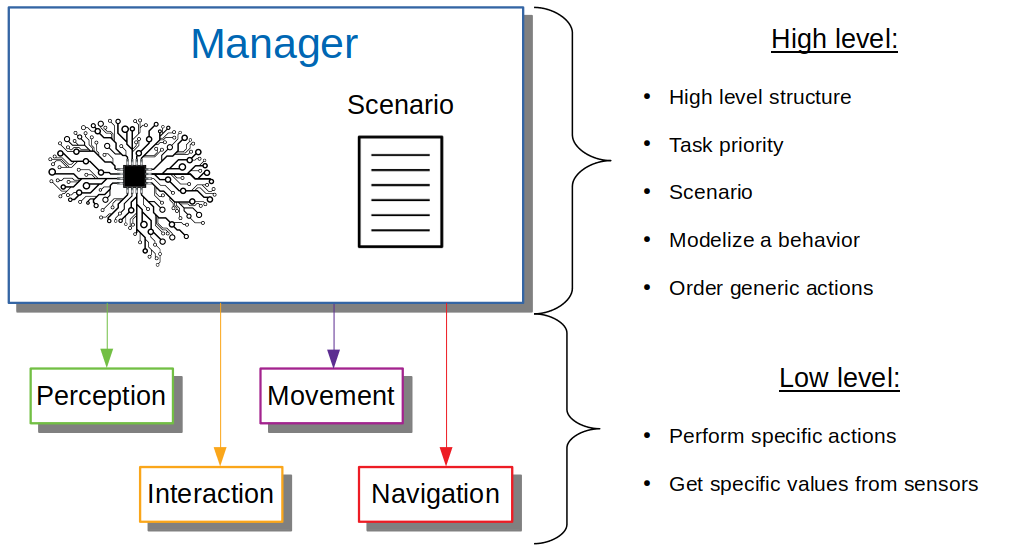 Manager
Scenario
Perception
Movement
Interaction
Navigation
High level:
• High level structure
• Task priority
• Scenario
• Modelize a behavior
• Order generic actions
Low level:
• Perform specific actions
• Get specific values from sensors